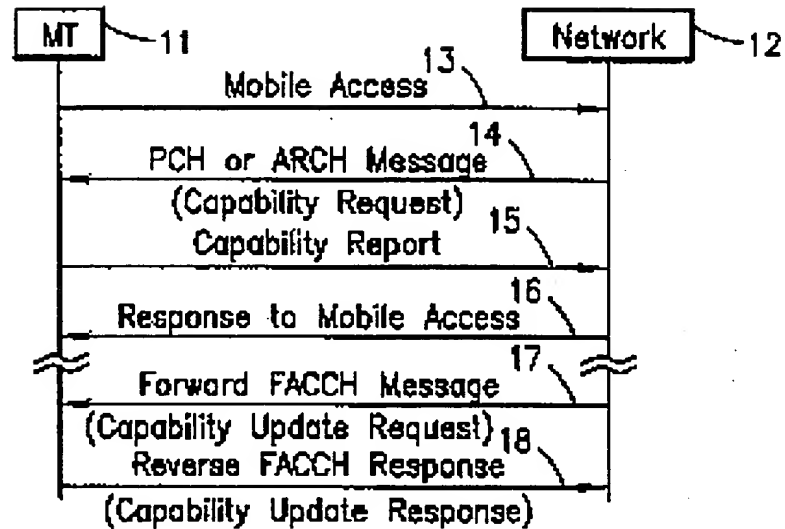 MT 11 Network 12
13
Mobile Access
14
PCH or ARCH Message
(Capability Request)
15
Capability Report
16
Response to Mobile Access
17
Forward FACCH Message
(Capability Update Request)
18
Reverse FACCH Response
(Capability Update Response)